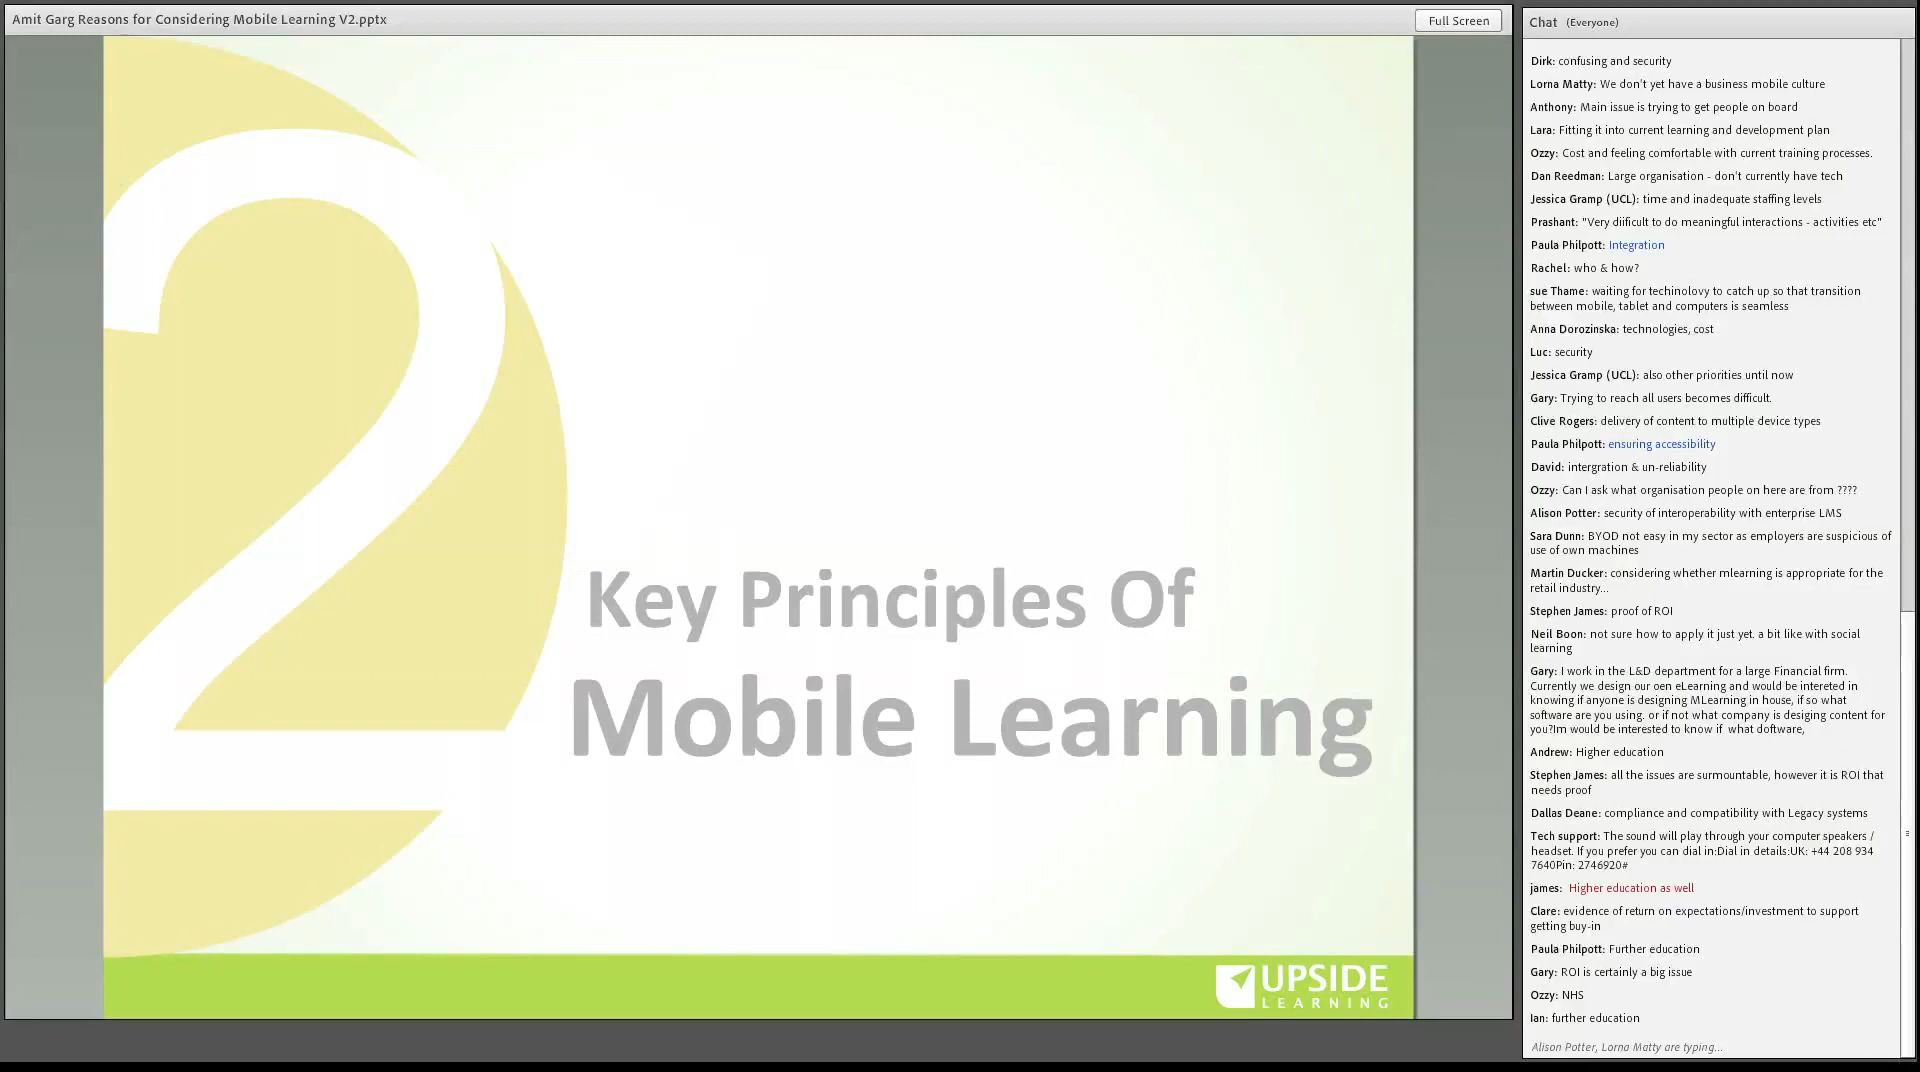 Amit Garg Reasons for Considering Mobile Learning V2.pptx
Full Screen
2
Key Principles Of
Mobile Learning
UPSIDE
LEARNING
Chat (Everyone)
Dirk: confusing and security
Lorna Matty: We don't yet have a business mobile culture
Anthony: Main issue is trying to get people on board
Lara: Fitting it into current learning and development plan
Ozzy: Cost and feeling comfortable with current training processes.
Dan Reedman: Large organisation - don't currently have tech
Jessica Gramp (UCL): time and inadequate staffing levels
Prashant: "Very diificult to do meaningful interactions - activities etc"
Paula Philpott: Integration
Rachel: who & how?
sue Thame: waiting for techinolovy to catch up so that transition
between mobile, tablet and computers is seamless
Anna Dorozinska: technologies, cost
Luc: security
Jessica Gramp (UCL): also other priorities until now
Gary: Trying to reach all users becomes difficult.
Clive Rogers: delivery of content to multiple device types
Paula Philpott: ensuring accessibility
David: intergration & un-reliability
Ozzy: Can I ask what organisation people on here are from ????
Alison Potter: security of interoperability with enterprise LMS
Sara Dunn: BYOD not easy in my sector as employers are suspicious of
use of own machines
Martin Ducker: considering whether mlearning is appropriate for the
retail industry...
Stephen James: proof of ROI
Neil Boon: not sure how to apply it just yet. a bit like with social
learning
Gary: I work in the L&D department for a large Financial firm.
Currently we design our oen eLearning and would be intereted in
knowing if anyone is designing MLearning in house, if so what
software are you using. or if not what company is desiging content for
you?Im would be interested to know if  what doftware,
Andrew: Higher education
Stephen James: all the issues are surmountable, however it is ROI that
needs proof
Dallas Deane: compliance and compatibility with Legacy systems
Tech support: The sound will play through your computer speakers /
headset. If you prefer you can dial in:Dial in details:UK: +44 208 934
7640Pin: 2746920#
james: Higher education as well
Clare: evidence of return on expectations/investment to support
getting buy-in
Paula Philpott: Further education
Gary: ROI is certainly a big issue
Ozzy: NHS
Ian: further education
Alison Potter, Lorna Matty are typing...